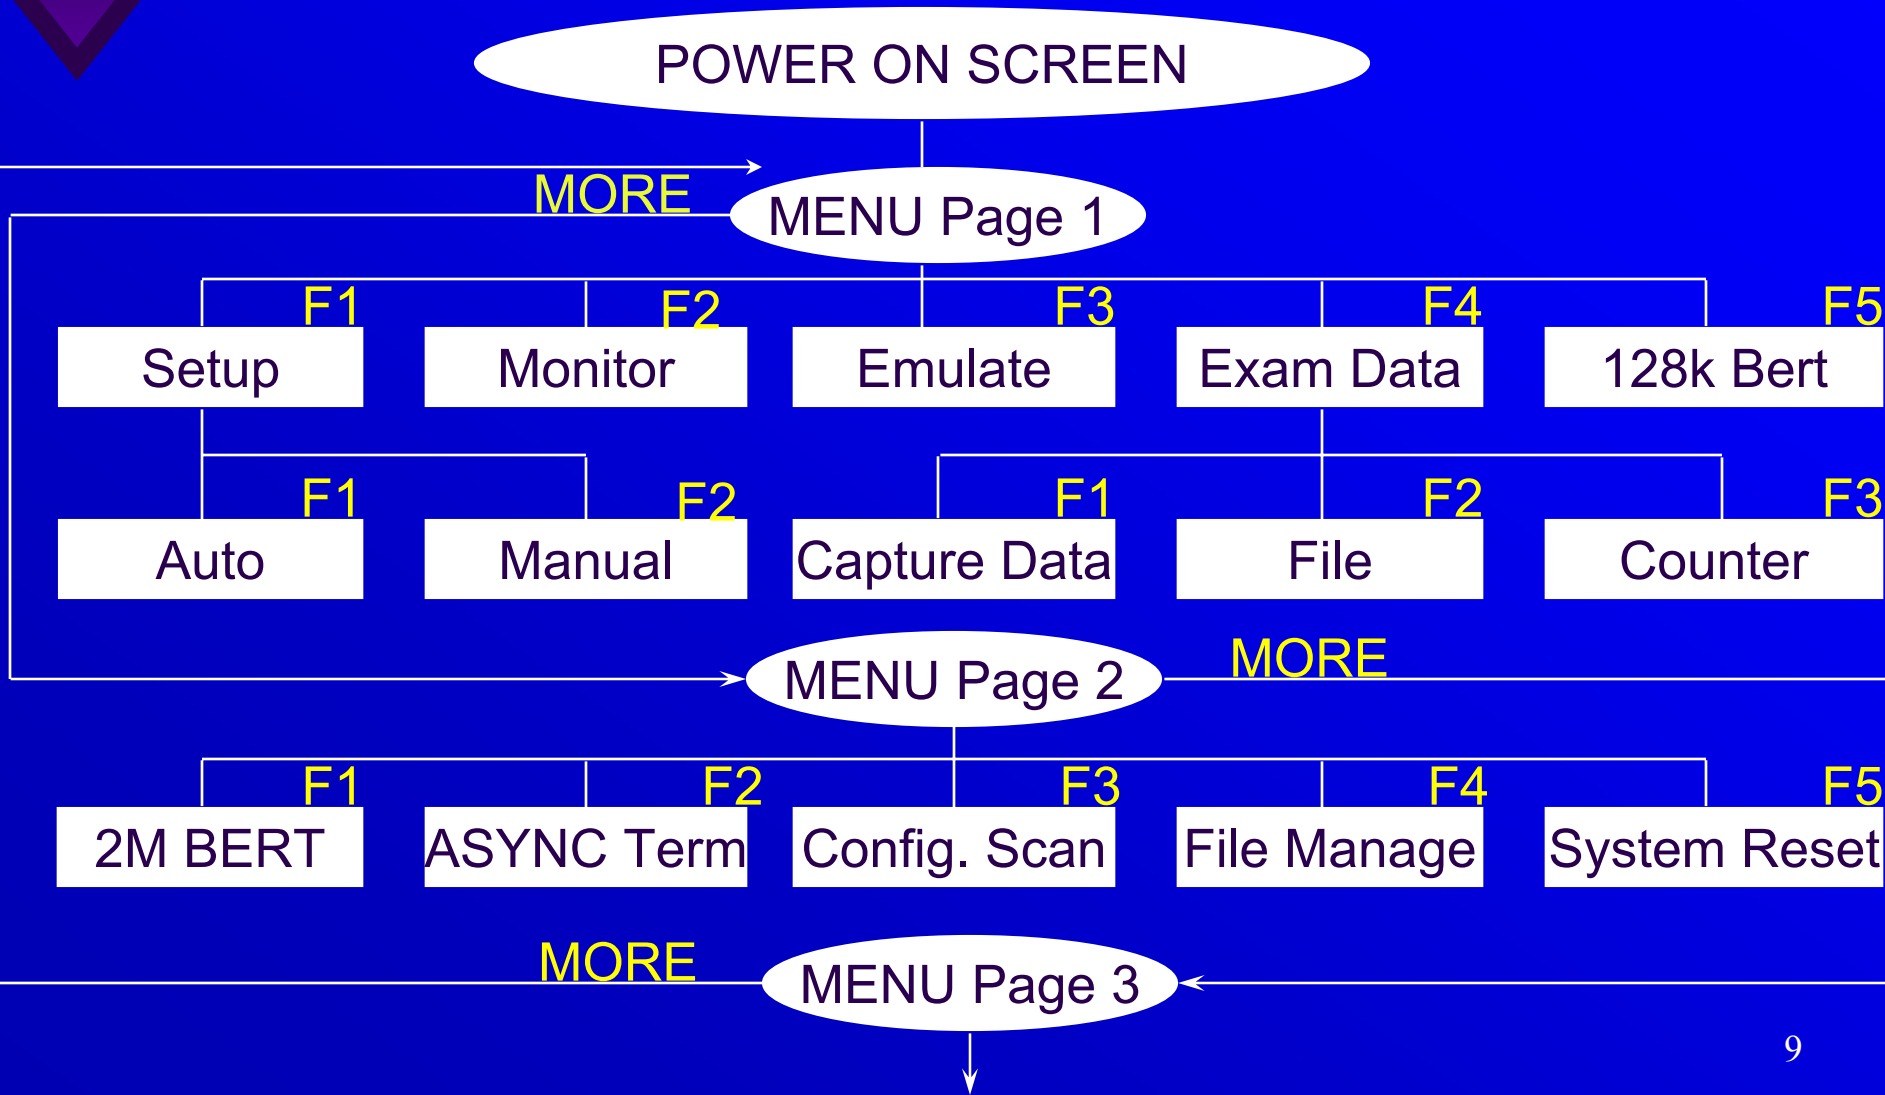 POWER ON SCREEN
MORE
MENU Page 1
F1
F2
F3
F4
F5
Setup
Monitor
Emulate
Exam Data
128k Bert
F1
F2
F1
F2
F3
Auto
Manual
Capture Data
File
Counter
MENU Page 2
MORE
F1
F2
F3
F4
F5
2M BERT
ASYNC Term
Config. Scan
File Manage
System Reset
MORE
MENU Page 3
9